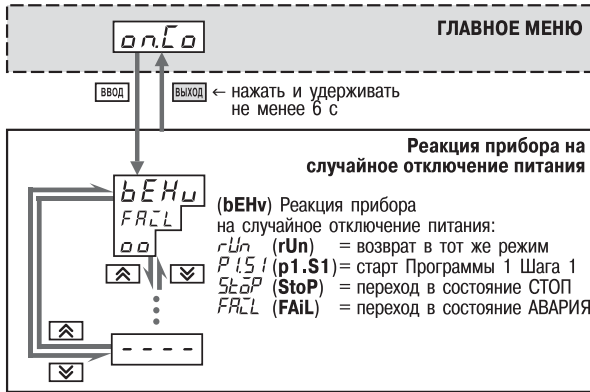 on.Co
ГЛАВНОЕ МЕНЮ
ВВОД
ВЫХОД ← нажать и удерживать
не менее 6 с
Реакция прибора на
случайное отключение питания
bEHv
FAiL
oo
(bEHv) Реакция прибора
на случайное отключение питания:
rUn (rUn) = возврат в тот же режим
P1.S1 (p1.S1) = старт Программы 1 Шага 1
StoP (StoP) = переход в состояние СТОП
FAiL (FAiL) = переход в состояние АВАРИЯ
- - - -